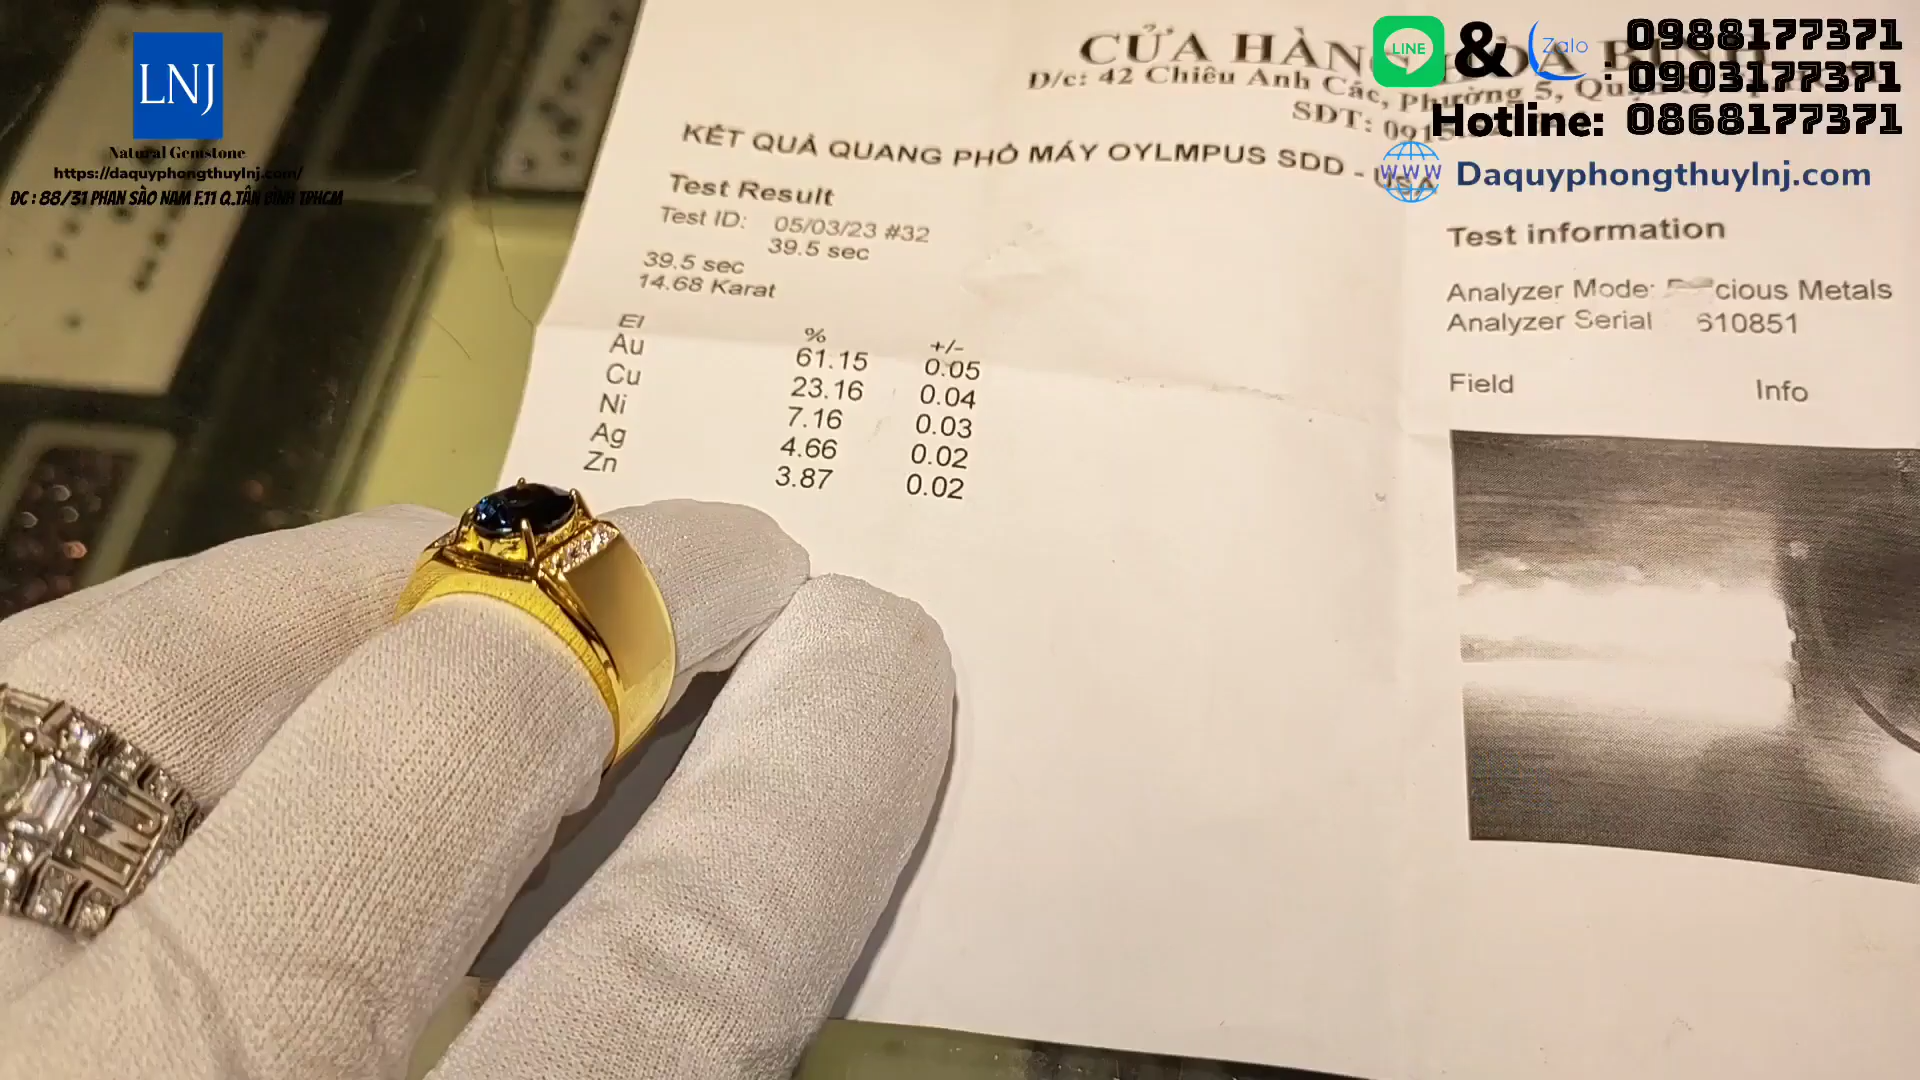 LNJ
Natural Gemstone
https://daquyphongthuylnj.com/
ĐC : 88/31 PHAN SÀO NAM F.11 Q.TÂN BÌNH TPHCM
LINE & Zalo : 0988177371
0903177371
Hotline: 0868177371
WWW Daquyphongthuylnj.com
CỬA HÀNG
Đ/c: 42 Chiêu Anh Các, Phường 5, Quận
SĐT:
KẾT QUẢ QUANG PHỔ MÁY OYLMPUS SDD - USA
Test Result
Test ID: 05/03/23 #32
39.5 sec
39.5 sec
14.68 Karat
El % +/-
Au 61.15 0.05
Cu 23.16 0.04
Ni 7.16 0.03
Ag 4.66 0.02
Zn 3.87 0.02
Test information
Analyzer Mode: Metals
Analyzer Serial 610851
Field Info